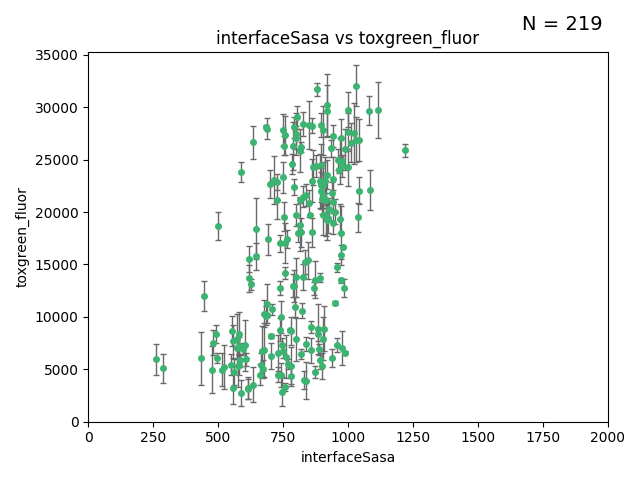 N = 219
interfaceSasa vs toxgreen_fluor
35000
30000
25000
20000
15000
10000
5000
0
toxgreen_fluor
0 250 500 750 1000 1250 1500 1750 2000
interfaceSasa